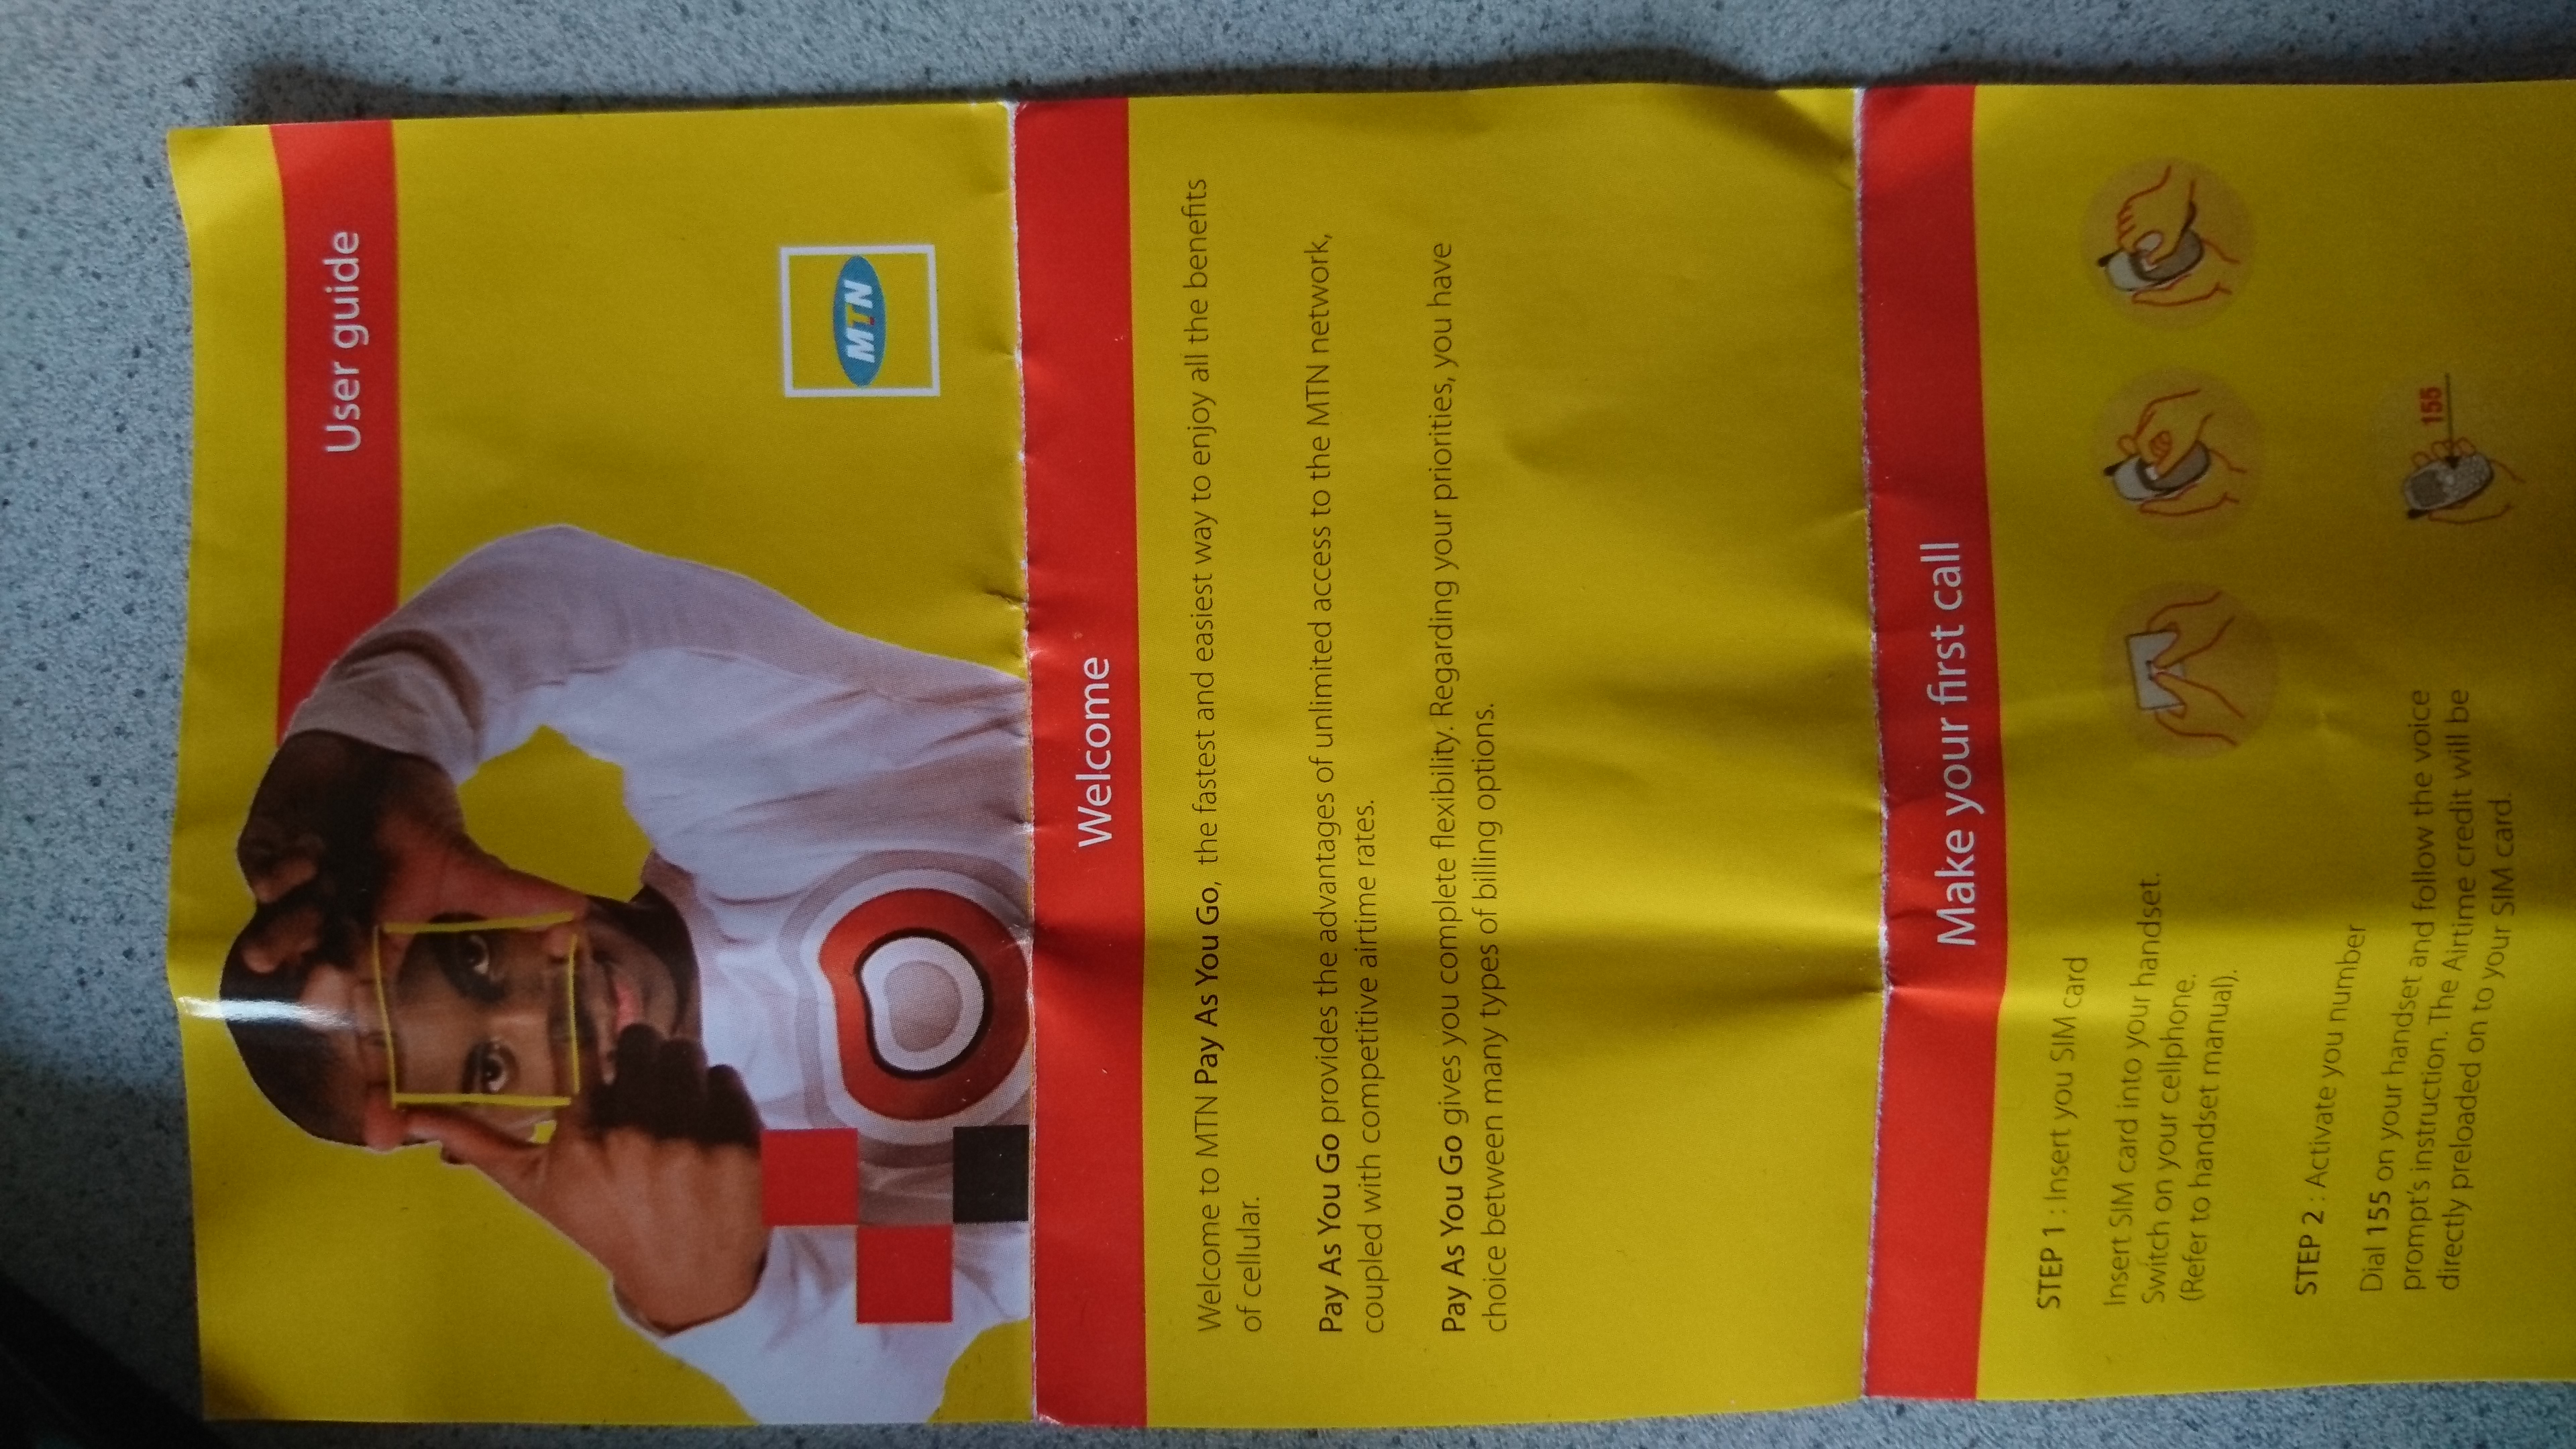 User guide
MTN
Welcome
Welcome to MTN Pay As You Go, the fastest and easiest way to enjoy all the benefits
of cellular.
Pay As You Go provides the advantages of unlimited access to the MTN network,
coupled with competitive airtime rates.
Pay As You Go gives you complete flexibility. Regarding your priorities, you have
choice between many types of billing options.
Make your first call
STEP 1 : Insert you SIM card
Insert SIM card into your handset.
Switch on your cellphone.
(Refer to handset manual).
STEP 2 : Activate you number
Dial 155 on your handset and follow the voice
prompt's instruction. The Airtime credit will be
directly preloaded on to your SIM card.
155